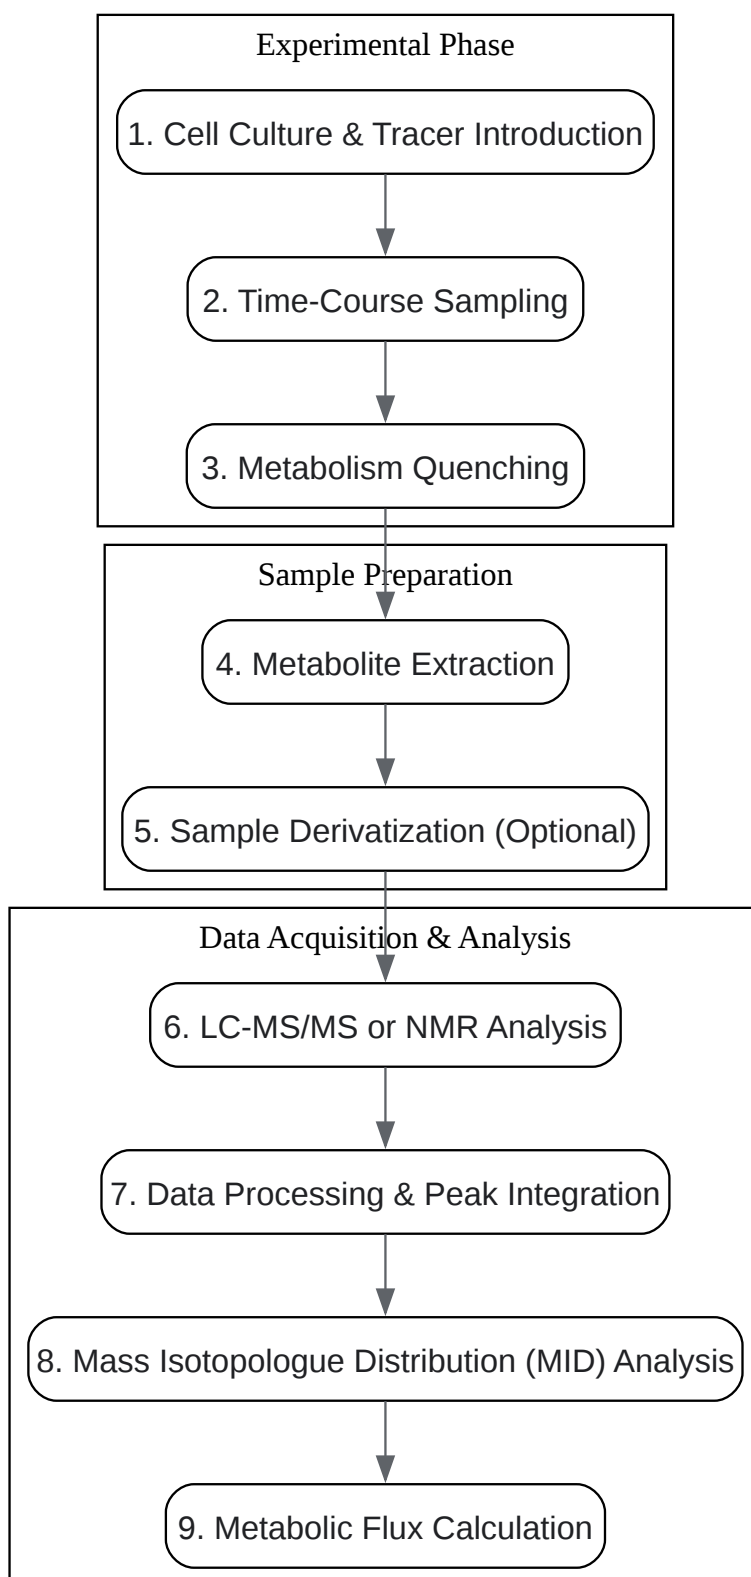 Experimental Phase
1. Cell Culture & Tracer Introduction
2. Time-Course Sampling
3. Metabolism Quenching
Sample Preparation
4. Metabolite Extraction
5. Sample Derivatization (Optional)
Data Acquisition & Analysis
6. LC-MS/MS or NMR Analysis
7. Data Processing & Peak Integration
8. Mass Isotopologue Distribution (MID) Analysis
9. Metabolic Flux Calculation